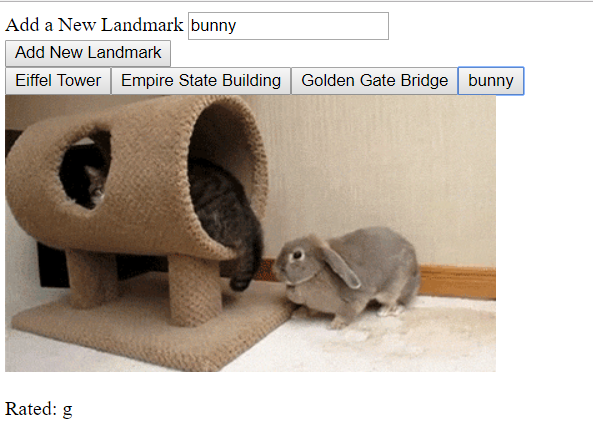 Add a New Landmark bunny
Add New Landmark
Eiffel Tower Empire State Building Golden Gate Bridge bunny
Rated: g